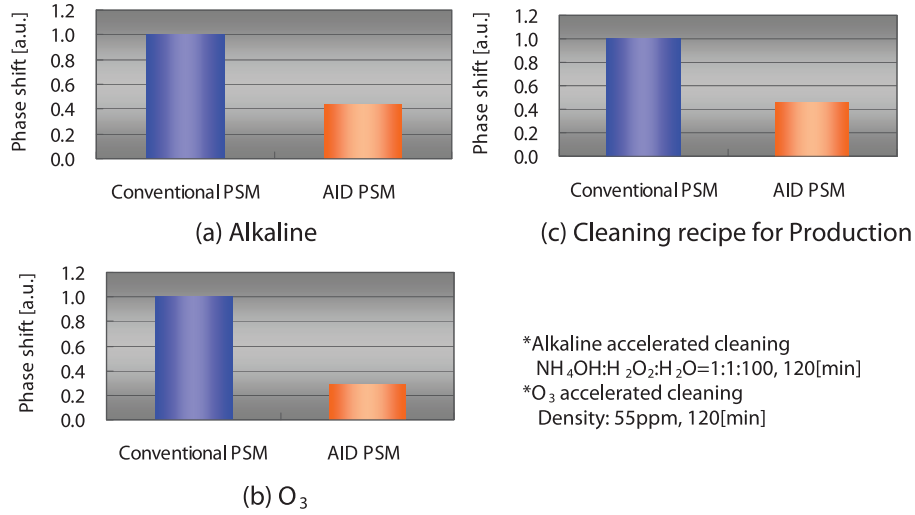 Phase shift [a.u.]
1.2
1.0
0.8
0.6
0.4
0.2
0.0
Conventional PSM
AID PSM
(a) Alkaline
Phase shift [a.u.]
1.2
1.0
0.8
0.6
0.4
0.2
0.0
Conventional PSM
AID PSM
(c) Cleaning recipe for Production
Phase shift [a.u.]
1.2
1.0
0.8
0.6
0.4
0.2
0.0
Conventional PSM
AID PSM
(b) O₃
*Alkaline accelerated cleaning
NH₄OH:H₂O₂:H₂O=1:1:100, 120[min]
*O₃ accelerated cleaning
Density: 55ppm, 120[min]